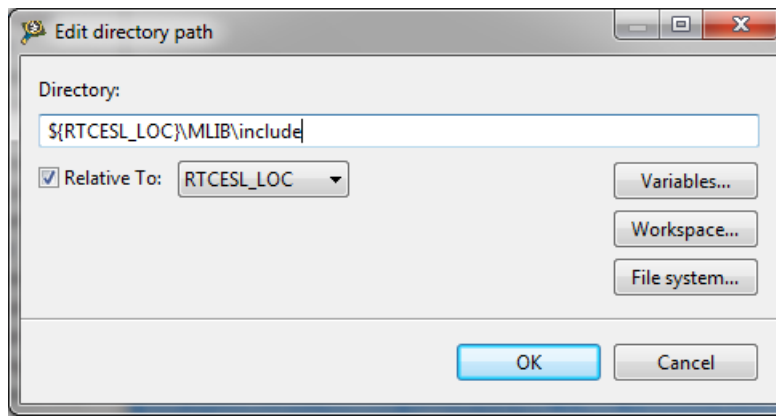 Edit directory path
Directory:
${RTCESL_LOC}\MLIB\include
Relative To: RTCESL_LOC
Variables...
Workspace...
File system...
OK Cancel